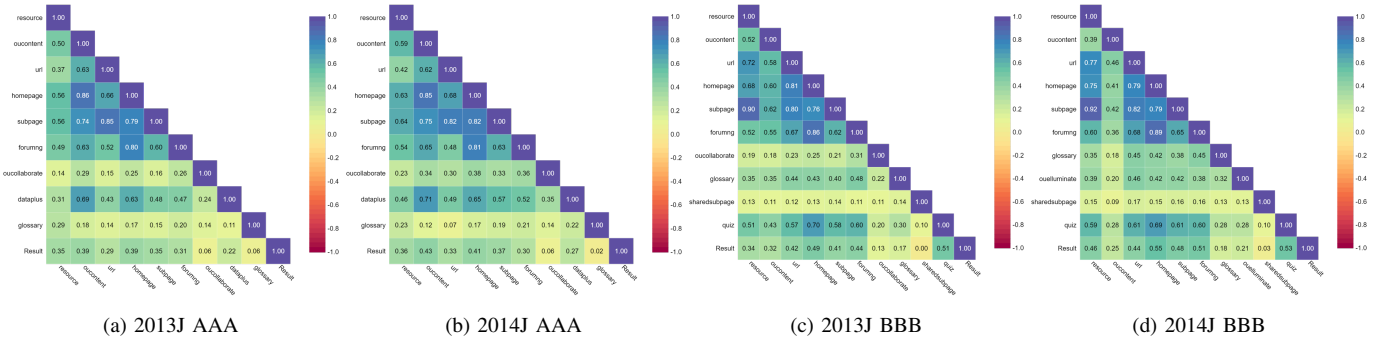 resource 1.00
oucontent 0.50 1.00
url 0.37 0.63 1.00
homepage 0.56 0.86 0.66 1.00
subpage 0.56 0.74 0.85 0.79 1.00
forumng 0.49 0.63 0.52 0.80 0.60 1.00
oucollaborate 0.14 0.29 0.15 0.25 0.16 0.26 1.00
dataplus 0.31 0.69 0.43 0.63 0.48 0.47 0.24 1.00
glossary 0.29 0.18 0.14 0.17 0.15 0.20 0.14 0.11 1.00
Result 0.35 0.39 0.29 0.39 0.35 0.31 0.06 0.22 0.06 1.00
resource oucontent url homepage subpage forumng oucollaborate dataplus glossary Result
1.0
0.8
0.6
0.4
0.2
0.0
-0.2
-0.4
-0.6
-0.8
-1.0
(a) 2013J AAA
resource 1.00
oucontent 0.59 1.00
url 0.42 0.62 1.00
homepage 0.63 0.85 0.68 1.00
subpage 0.64 0.75 0.82 0.82 1.00
forumng 0.54 0.65 0.48 0.81 0.63 1.00
oucollaborate 0.23 0.34 0.30 0.38 0.33 0.36 1.00
dataplus 0.46 0.71 0.49 0.65 0.57 0.52 0.35 1.00
glossary 0.23 0.12 0.07 0.17 0.16 0.21 0.14 0.22 1.00
Result 0.36 0.43 0.33 0.41 0.37 0.30 0.06 0.30 0.02 1.00
resource oucontent url homepage subpage forumng oucollaborate dataplus glossary Result
1.0
0.8
0.6
0.4
0.2
0.0
-0.2
-0.4
-0.6
-0.8
-1.0
(b) 2014J AAA
resource 1.00
oucontent 0.52 1.00
url 0.72 0.58 1.00
homepage 0.68 0.60 0.81 1.00
subpage 0.90 0.62 0.80 0.76 1.00
forumng 0.52 0.55 0.67 0.86 0.62 1.00
oucollaborate 0.19 0.18 0.23 0.25 0.21 0.31 1.00
glossary 0.35 0.35 0.44 0.43 0.40 0.48 0.22 1.00
sharedsubpage 0.13 0.11 0.12 0.13 0.14 0.11 0.11 0.14 1.00
quiz 0.51 0.43 0.57 0.70 0.58 0.60 0.20 0.30 0.10 1.00
Result 0.34 0.32 0.42 0.49 0.41 0.44 0.13 0.17 0.00 0.51 1.00
resource oucontent url homepage subpage forumng oucollaborate glossary sharedsubpage quiz Result
1.0
0.8
0.6
0.4
0.2
0.0
-0.2
-0.4
-0.6
-0.8
-1.0
(c) 2013J BBB
resource 1.00
oucontent 0.39 1.00
url 0.77 0.46 1.00
homepage 0.75 0.41 0.79 1.00
subpage 0.92 0.42 0.82 0.79 1.00
forumng 0.60 0.36 0.68 0.89 0.65 1.00
glossary 0.35 0.18 0.45 0.42 0.38 0.45 1.00
ouelluminate 0.39 0.20 0.46 0.42 0.42 0.38 0.32 1.00
sharedsubpage 0.15 0.09 0.17 0.15 0.16 0.14 0.10 0.13 1.00
quiz 0.59 0.28 0.61 0.69 0.61 0.60 0.28 0.28 0.10 1.00
Result 0.46 0.25 0.44 0.55 0.48 0.51 0.18 0.21 0.03 0.53 1.00
resource oucontent url homepage subpage forumng glossary ouelluminate sharedsubpage quiz Result
1.0
0.8
0.6
0.4
0.2
0.0
-0.2
-0.4
-0.6
-0.8
-1.0
(d) 2014J BBB